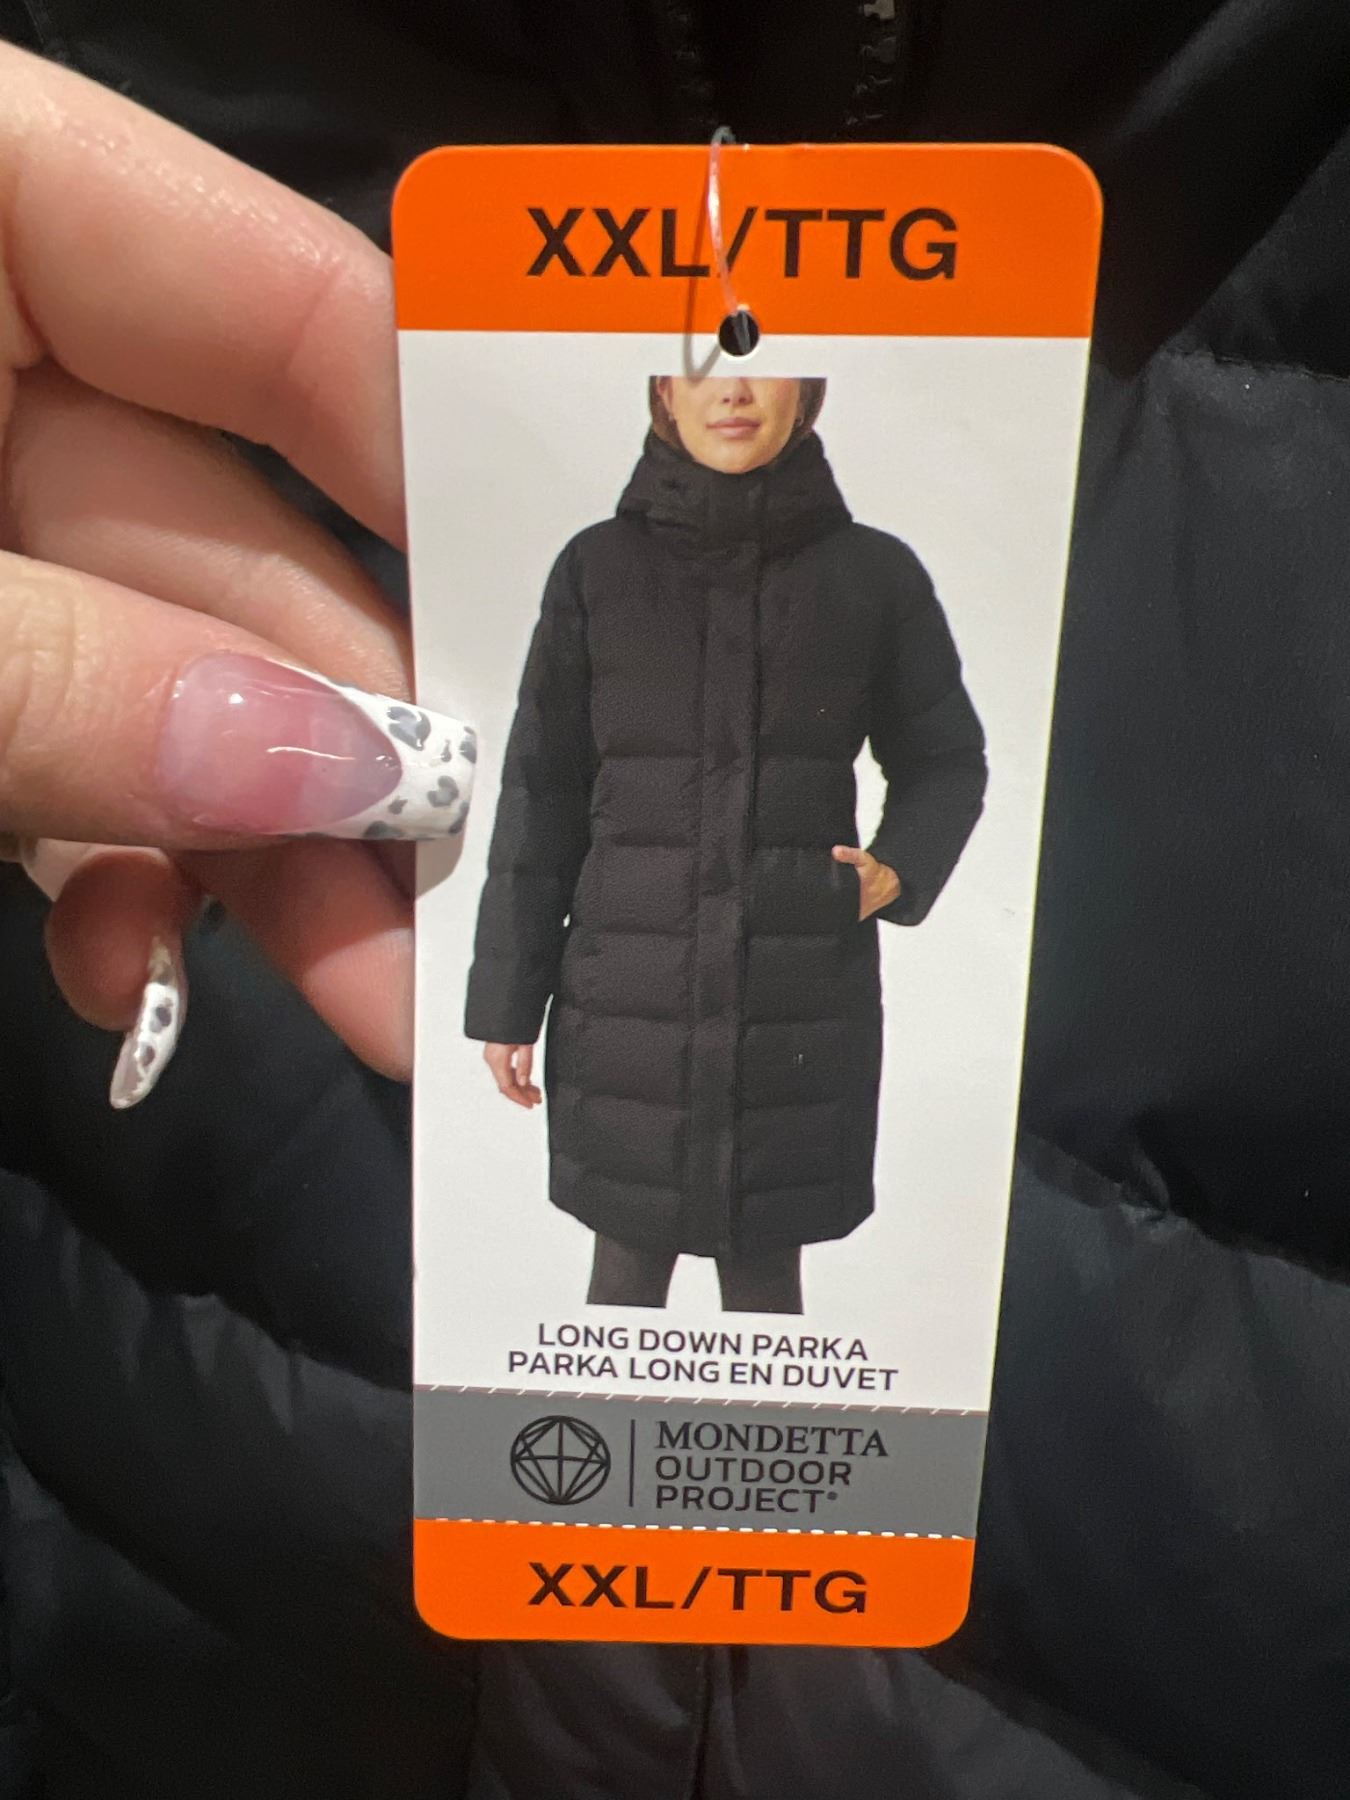 XXL/TTG
LONG DOWN PARKA
PARKA LONG EN DUVET
MONDETTA
OUTDOOR
PROJECT®
XXL/TTG